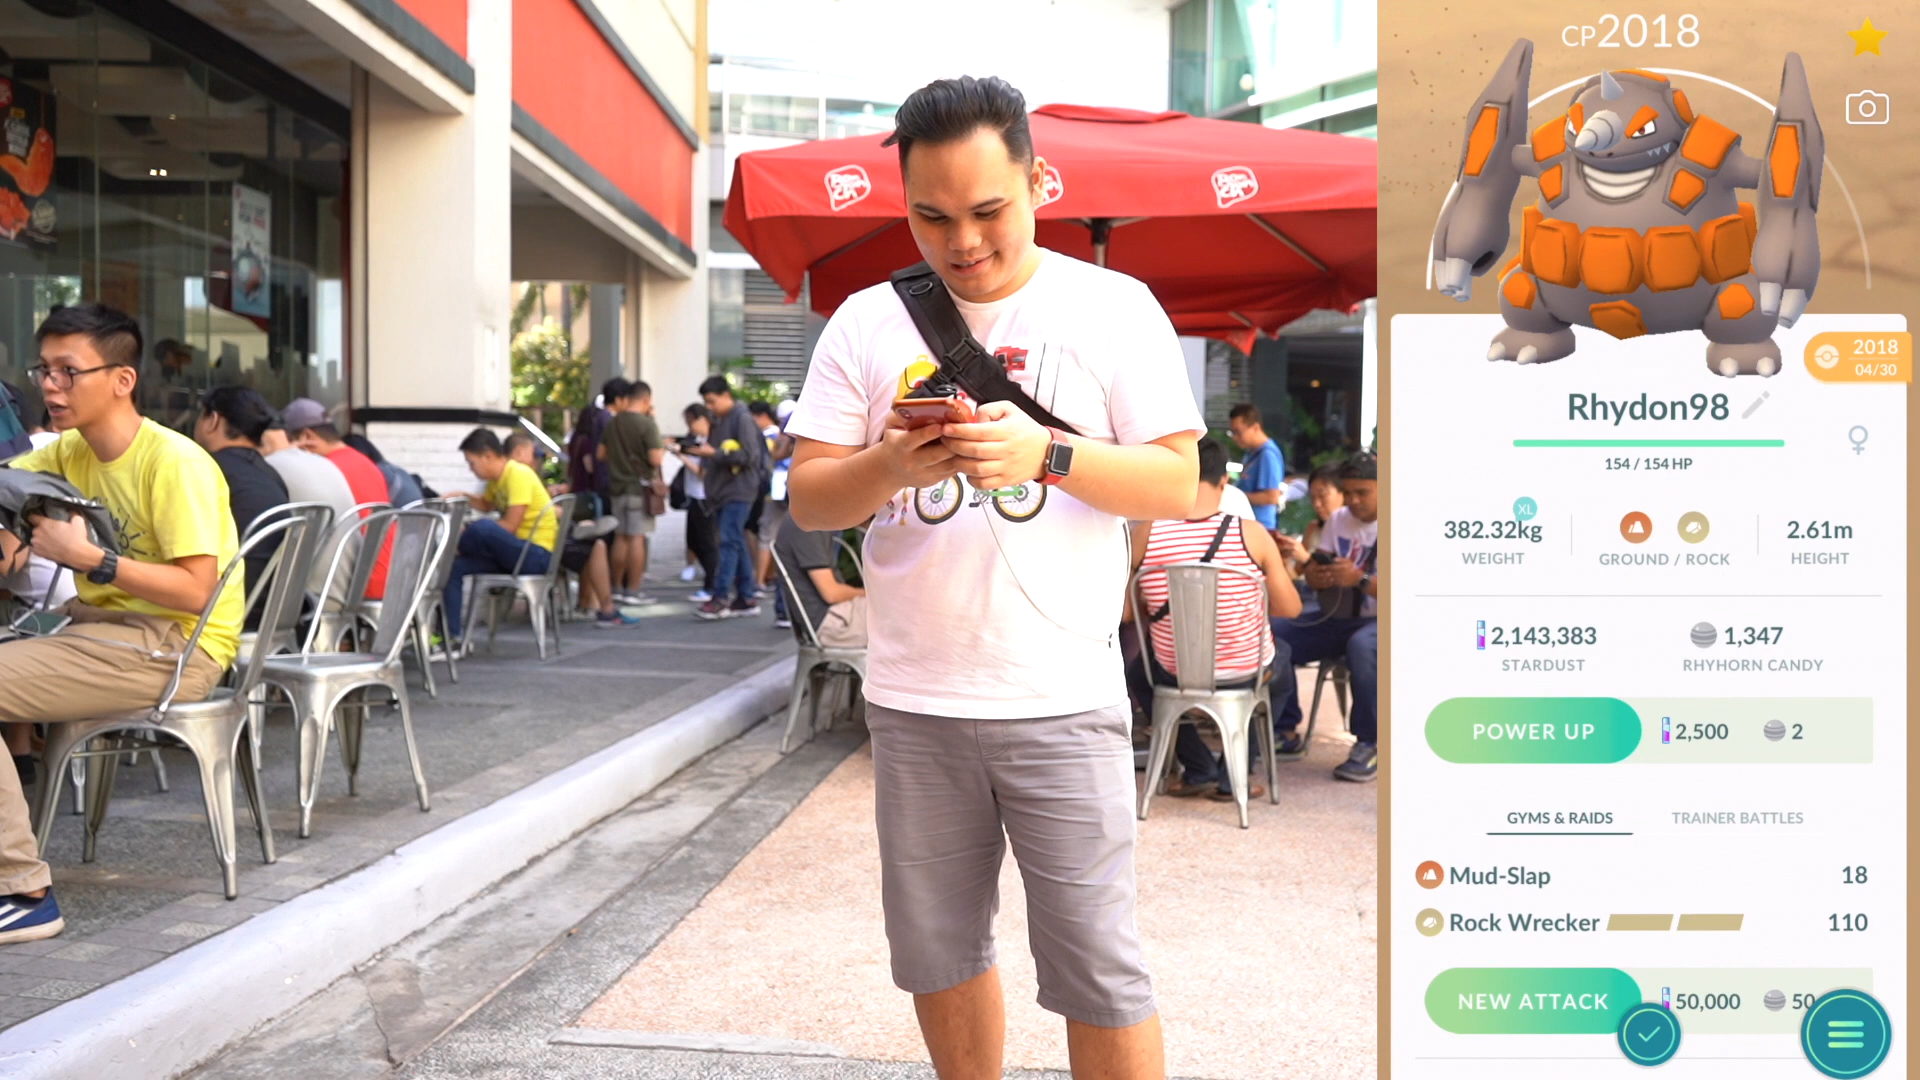 CP2018
2018
04/30
Rhydon98
154 / 154 HP
XL
382.32kg
WEIGHT
GROUND / ROCK
2.61m
HEIGHT
2,143,383
STARDUST
1,347
RHYHORN CANDY
POWER UP
2,500
2
GYMS & RAIDS
TRAINER BATTLES
Mud-Slap
18
Rock Wrecker
110
NEW ATTACK
50,000
50